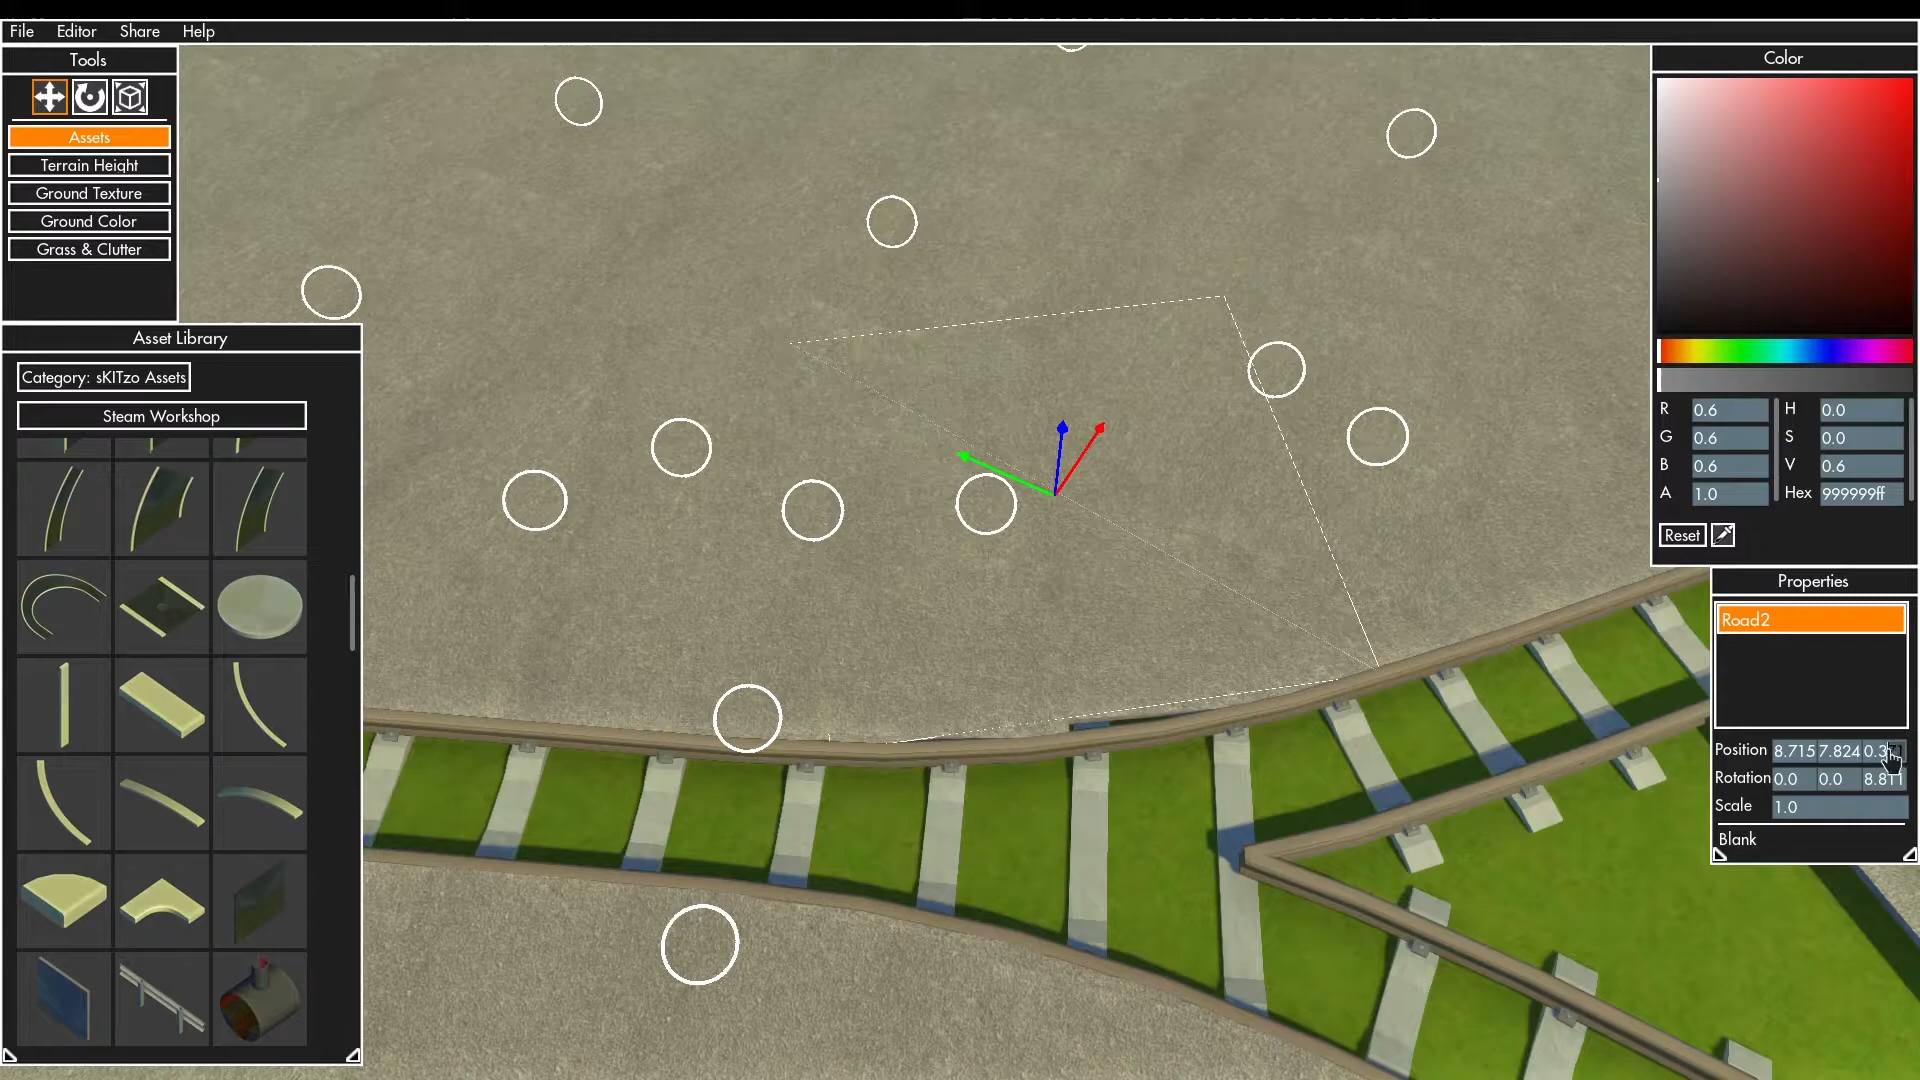 File Editor Share Help
Tools
Assets
Terrain Height
Ground Texture
Ground Color
Grass & Clutter
Asset Library
Category: sKITzo Assets
Steam Workshop
Color
R 0.6 H 0.0
G 0.6 S 0.0
B 0.6 V 0.6
A 1.0 Hex 999999ff
Reset
Properties
Road2
Position 8.715 7.824
Rotation 0.0 0.0 8.811
Scale 1.0
Blank